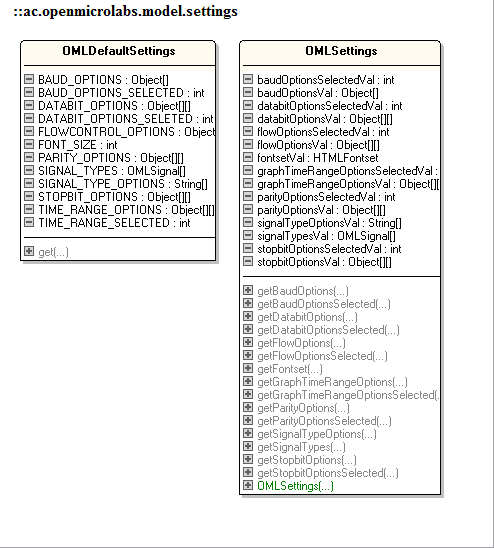 ::ac.openmicrolabs.model.settings
OMLDefaultSettings
BAUD_OPTIONS : Object[]
BAUD_OPTIONS_SELECTED : int
DATABIT_OPTIONS : Object[][]
DATABIT_OPTIONS_SELETED : int
FLOWCONTROL_OPTIONS : Object
FONT_SIZE : int
PARITY_OPTIONS : Object[][]
SIGNAL_TYPES : OMLSignal[]
SIGNAL_TYPE_OPTIONS : String[]
STOPBIT_OPTIONS : Object[][]
TIME_RANGE_OPTIONS : Object[][]
TIME_RANGE_SELECTED : int
get(...)
OMLSettings
baudOptionsSelectedVal : int
baudOptionsVal : Object[]
databitOptionsSelectedVal : int
databitOptionsVal : Object[][]
flowOptionsSelectedVal : int
flowOptionsVal : Object[][]
fontsetVal : HTMLFontset
graphTimeRangeOptionsSelectedVal :
graphTimeRangeOptionsVal : Object[][]
parityOptionsSelectedVal : int
parityOptionsVal : Object[][]
signalTypeOptionsVal : String[]
signalTypesVal : OMLSignal[]
stopbitOptionsSelectedVal : int
stopbitOptionsVal : Object[][]
getBaudOptions(...)
getBaudOptionsSelected(...)
getDatabitOptions(...)
getDatabitOptionsSelected(...)
getFlowOptions(...)
getFlowOptionsSelected(...)
getFontset(...)
getGraphTimeRangeOptions(...)
getGraphTimeRangeOptionsSelected(..
getParityOptions(...)
getParityOptionsSelected(...)
getSignalTypeOptions(...)
getSignalTypes(...)
getStopbitOptions(...)
getStopbitOptionsSelected(...)
OMLSettings(...)